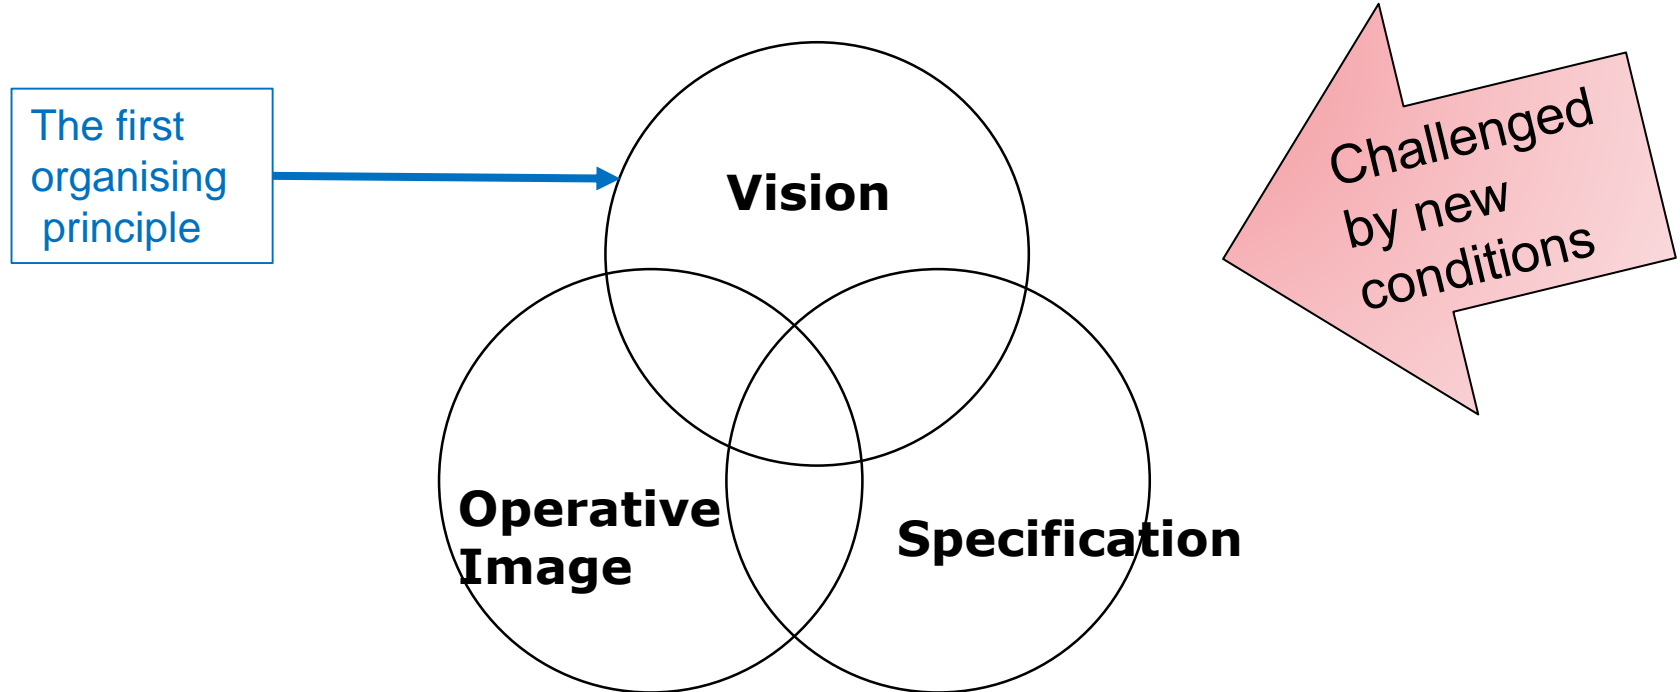 The first
organising
principle
Vision
Challenged
by new
conditions
Operative
Image
Specification